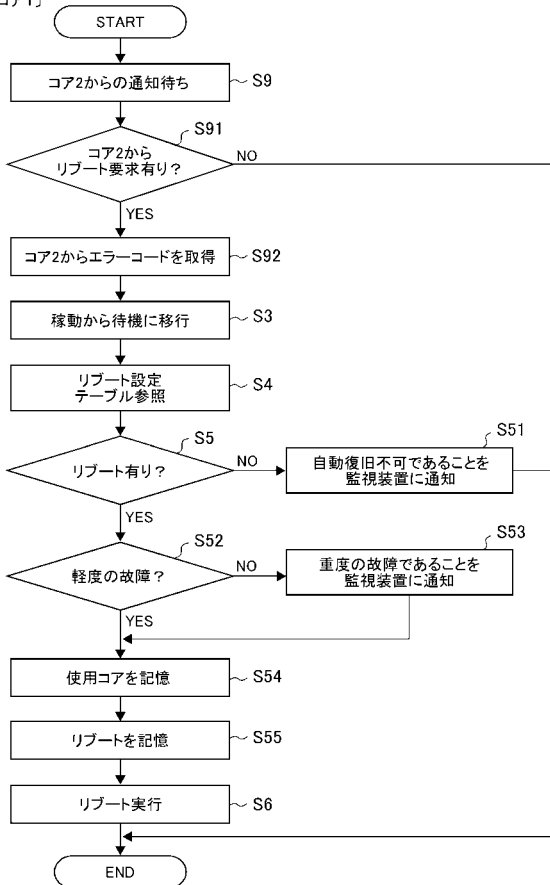 START
コア2からの通知待ち
S9
S91
コア2から
リブート要求有り？
NO
YES
コア2からエラーコードを取得
S92
稼動から待機に移行
S3
リブート設定
テーブル参照
S4
S5
リブート有り？
NO
S51
自動復旧不可であることを
監視装置に通知
YES
S52
軽度の故障？
NO
S53
重度の故障であることを
監視装置に通知
YES
使用コアを記憶
S54
リブートを記憶
S55
リブート実行
S6
END